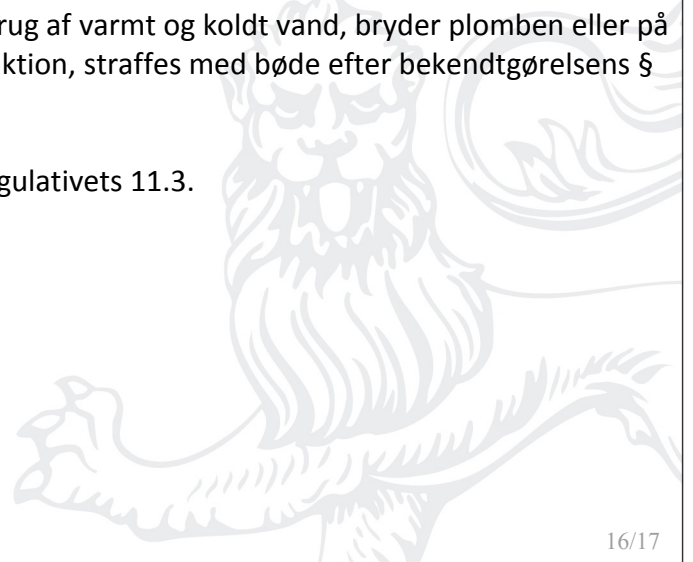 rug af varmt og koldt vand, bryder plomben eller på
ktion, straffes med bøde efter bekendtgørelsens §
gulativets 11.3.
16/17